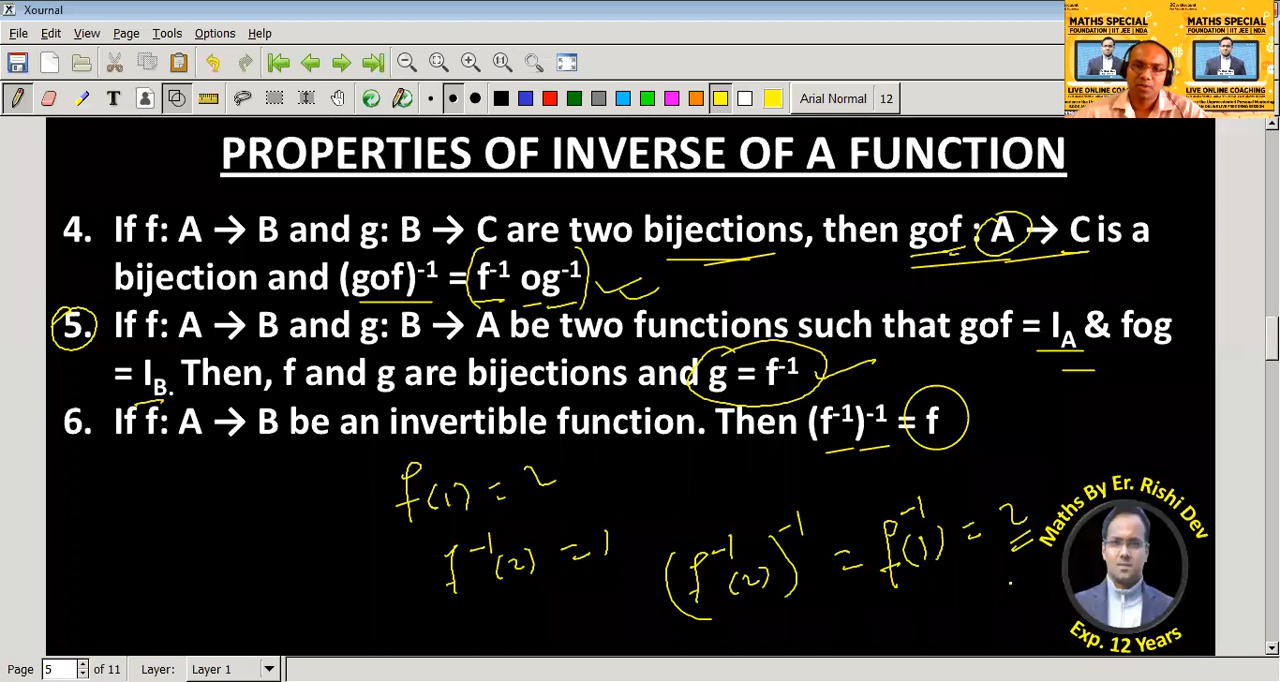 Xournal
File Edit View Page Tools Options Help
Arial Normal 12
MATHS SPECIAL
FOUNDATION | IIT JEE | NDA
LIVE ONLINE COACHING
MATHS SPECIAL
FOUNDATION | IIT JEE | NDA
LIVE ONLINE COACHING
PROPERTIES OF INVERSE OF A FUNCTION
4. If f: A → B and g: B → C are two bijections, then gof : A → C is a
bijection and (gof)⁻¹ = f⁻¹ og⁻¹
5. If f: A → B and g: B → A be two functions such that gof = I_A & fog
= I_B. Then, f and g are bijections and g = f⁻¹
6. If f: A → B be an invertible function. Then (f⁻¹)⁻¹ = f
f(1) = 2
f⁻¹(2) = 1
(f⁻¹(2))⁻¹ = f⁻¹(1) = 2
Maths By Er. Rishi Dev
Exp. 12 Years
Page 5 of 11 Layer: Layer 1